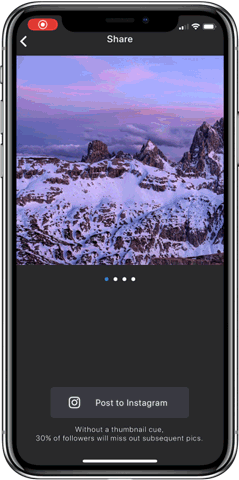 Share
Post to Instagram
Without a thumbnail cue,
30% of followers will miss out subsequent pics.